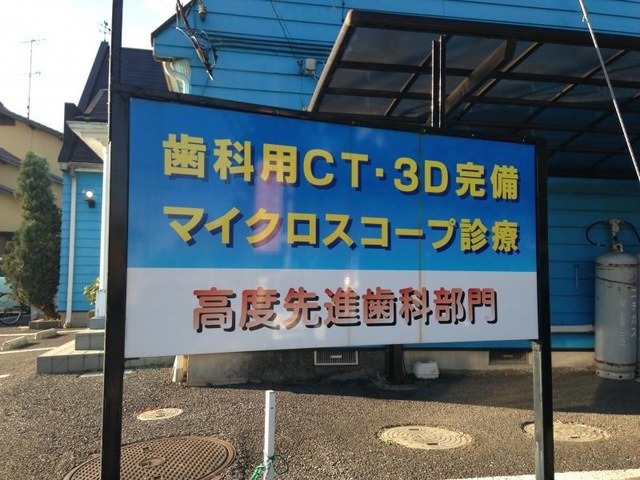 歯科用CT・3D完備
マイクロスコープ診療
高度先進歯科部門